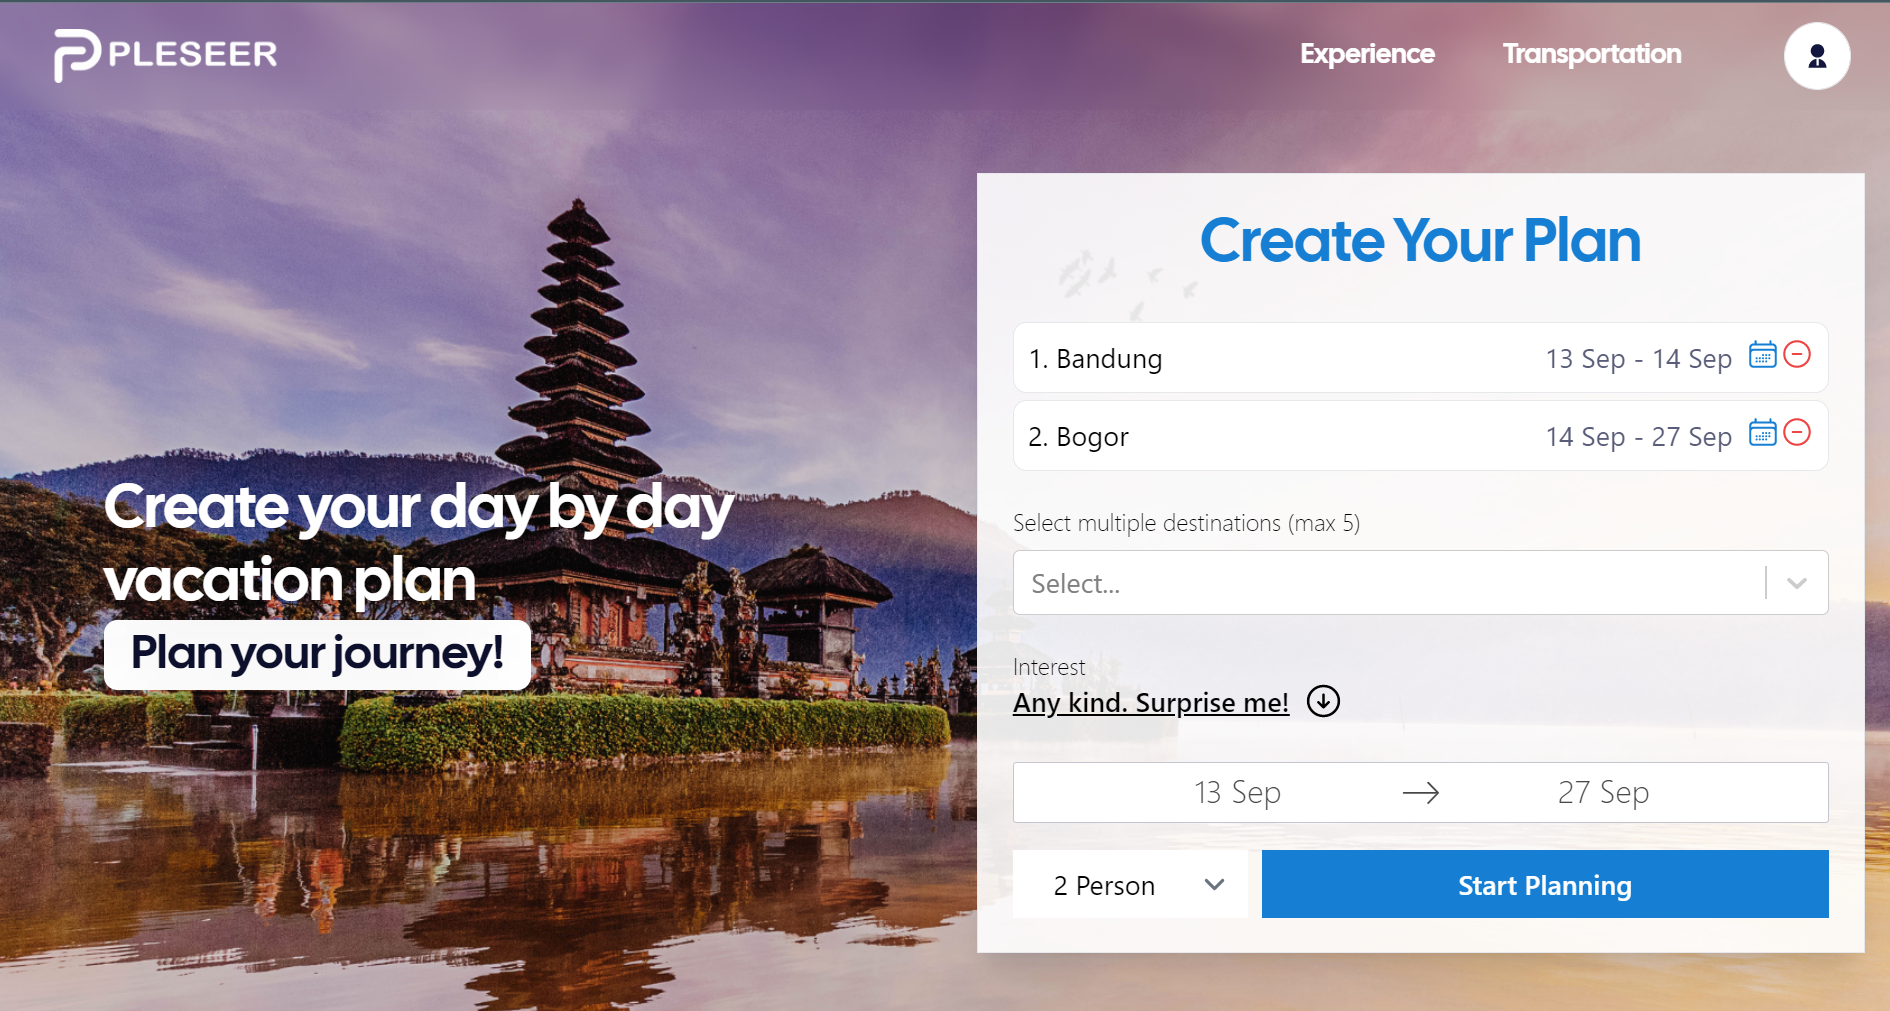 PLESEER
Experience
Transportation
Create your day by day
vacation plan
Plan your journey!
Create Your Plan
1. Bandung
13 Sep - 14 Sep
2. Bogor
14 Sep - 27 Sep
Select multiple destinations (max 5)
Select...
Interest
Any kind. Surprise me!
13 Sep → 27 Sep
2 Person
Start Planning